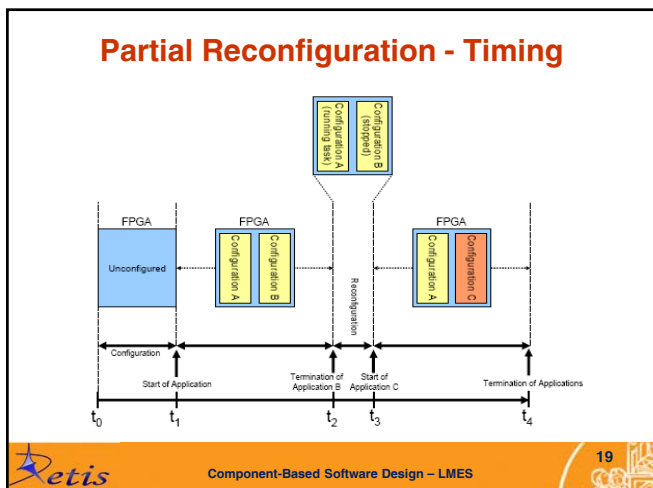 Partial Reconfiguration - Timing
Configuration A
(running task)
Configuration B
(stopped)
FPGA
FPGA
FPGA
Unconfigured
Configuration A
Configuration B
Reconfiguration
Configuration A
Configuration C
Configuration
Start of Application
Termination of
Application B
Start of
Application C
Termination of Applications
t0
t1
t2
t3
t4
Retis
Component-Based Software Design – LMES
19